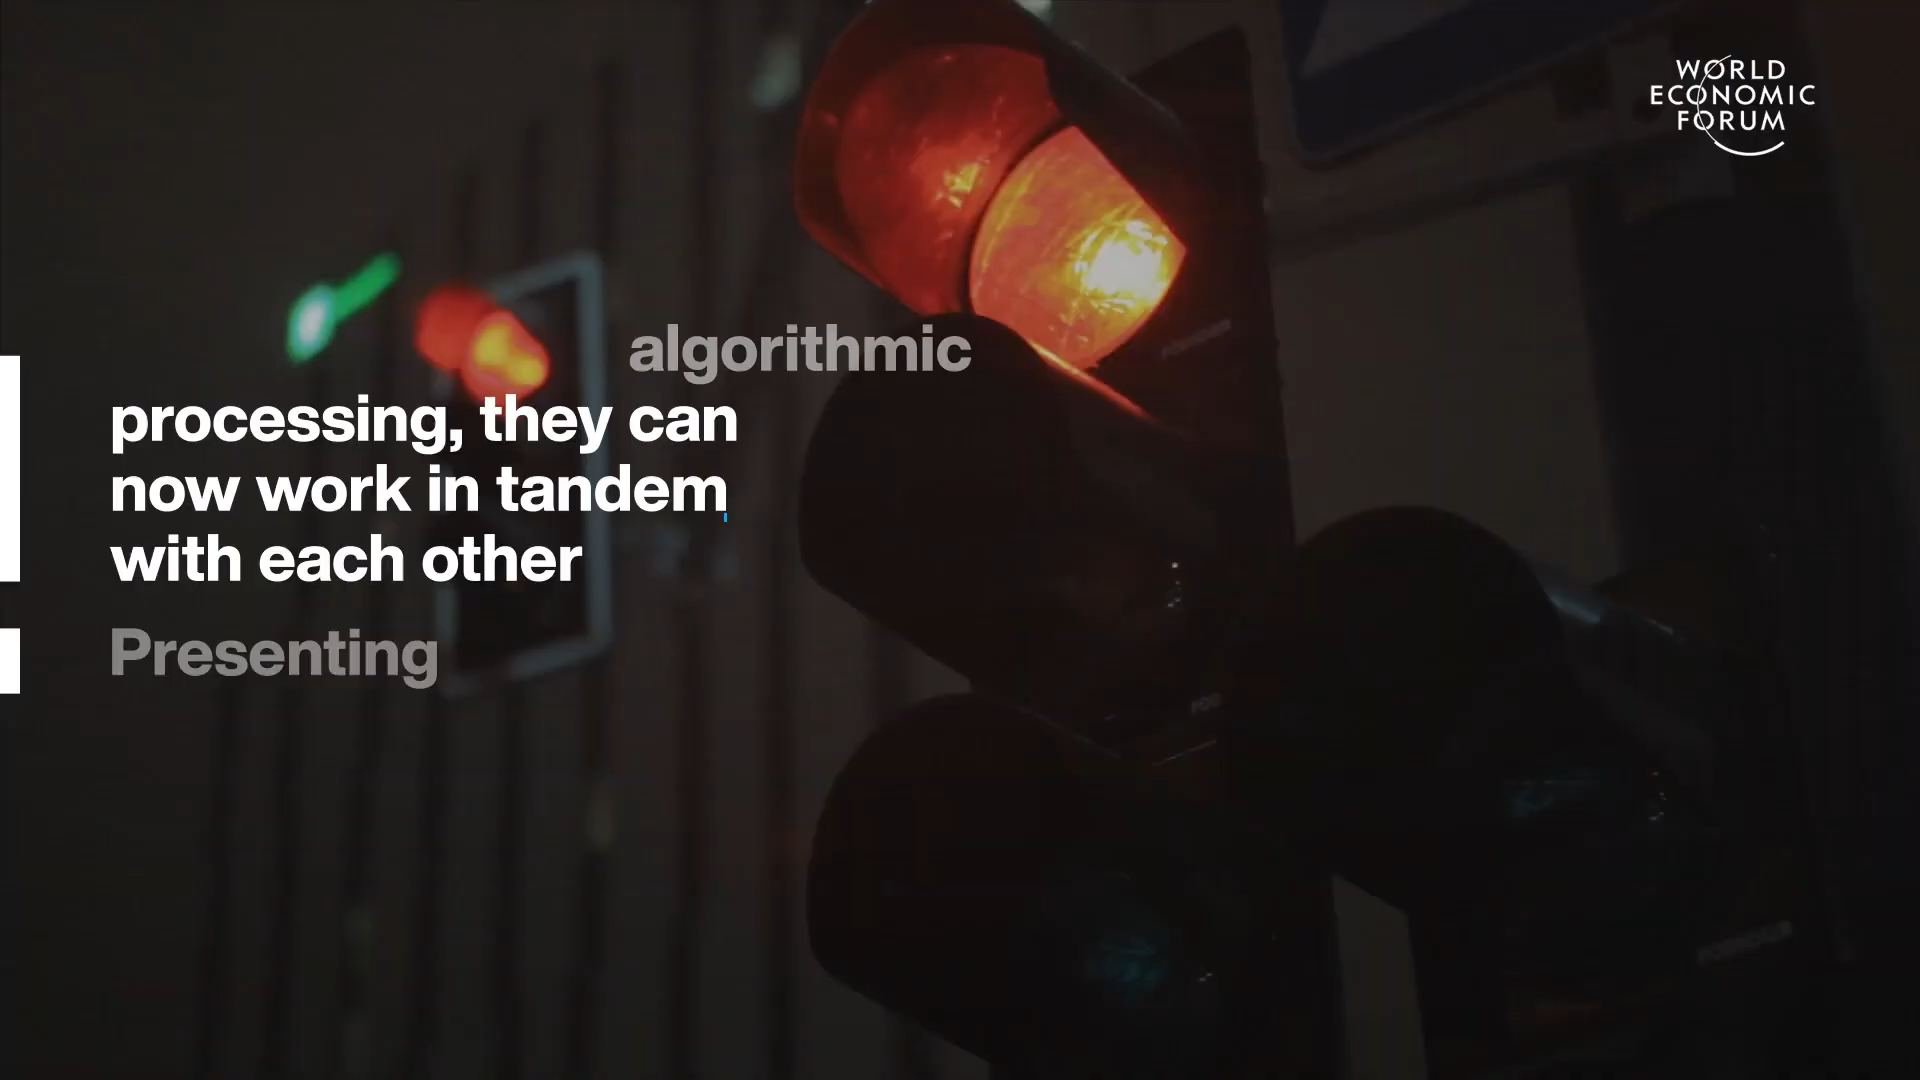 WORLD
ECONOMIC
FORUM
algorithmic
processing, they can
now work in tandem
with each other
Presenting